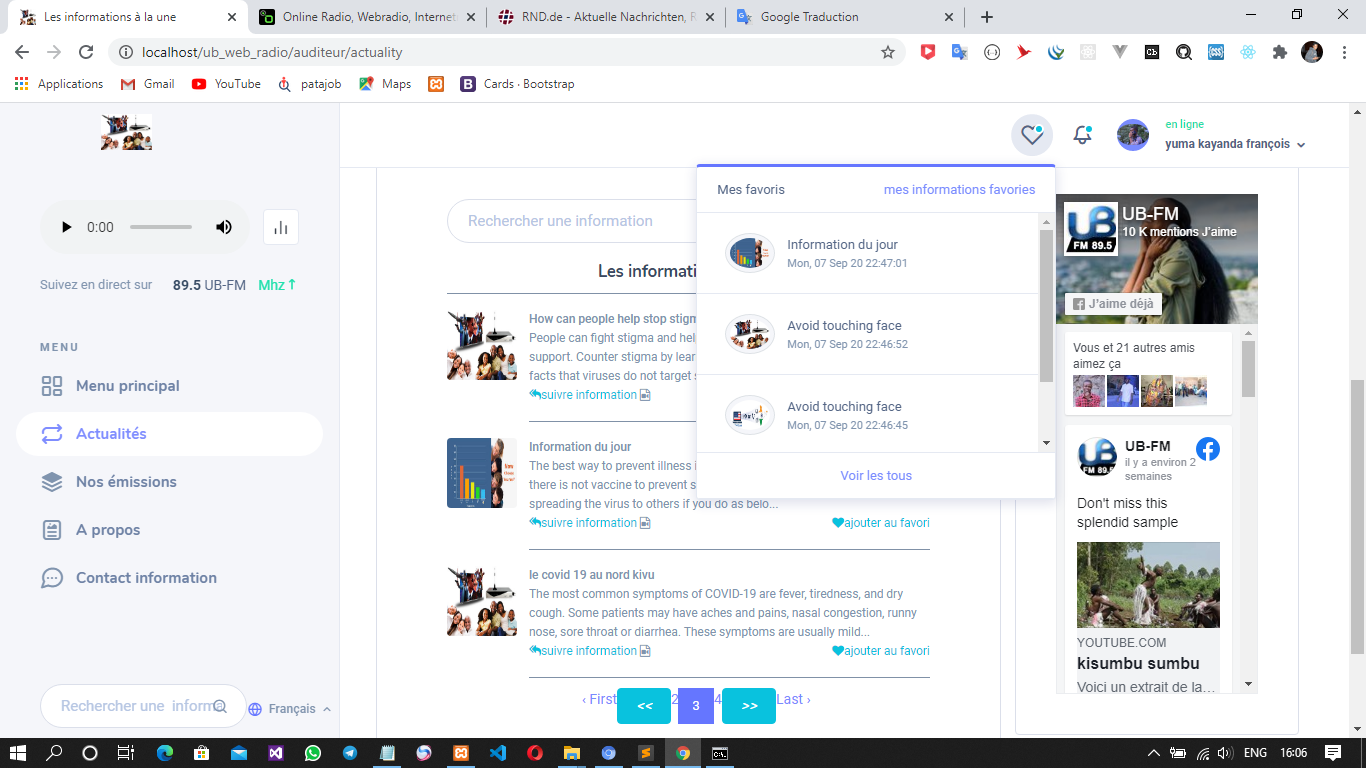 Les informations à la une
Online Radio, Webradio, Internet
RND.de - Aktuelle Nachrichten, R
Google Traduction
localhost/ub_web_radio/auditeur/actuality
Applications
Gmail
YouTube
patajob
Maps
Cards · Bootstrap
0:00
Suivez en direct sur 89.5 UB-FM Mhz
MENU
Menu principal
Actualités
Nos émissions
A propos
Contact information
Rechercher une informa
Français
en ligne
yuma kayanda françois
Rechercher une information
Les informati
How can people help stop stigm
People can fight stigma and help
support. Counter stigma by lear
facts that viruses do not target s
suivre information
Information du jour
The best way to prevent illness i
there is not vaccine to prevent s
spreading the virus to others if you do as belo...
suivre information
ajouter au favori
le covid 19 au nord kivu
The most common symptoms of COVID-19 are fever, tiredness, and dry
cough. Some patients may have aches and pains, nasal congestion, runny
nose, sore throat or diarrhea. These symptoms are usually mild...
suivre information
ajouter au favori
‹ First << 2 3 4 >> Last ›
Mes favoris
mes informations favories
Information du jour
Mon, 07 Sep 20 22:47:01
Avoid touching face
Mon, 07 Sep 20 22:46:52
Avoid touching face
Mon, 07 Sep 20 22:46:45
Voir les tous
UB
FM 89.5
UB-FM
10 K mentions J'aime
J'aime déjà
Vous et 21 autres amis
aimez ça
UB
FM 89.5
UB-FM
il y a environ 2
semaines
Don't miss this
splendid sample
YOUTUBE.COM
kisumbu sumbu
Voici un extrait de la…
ENG
16:06